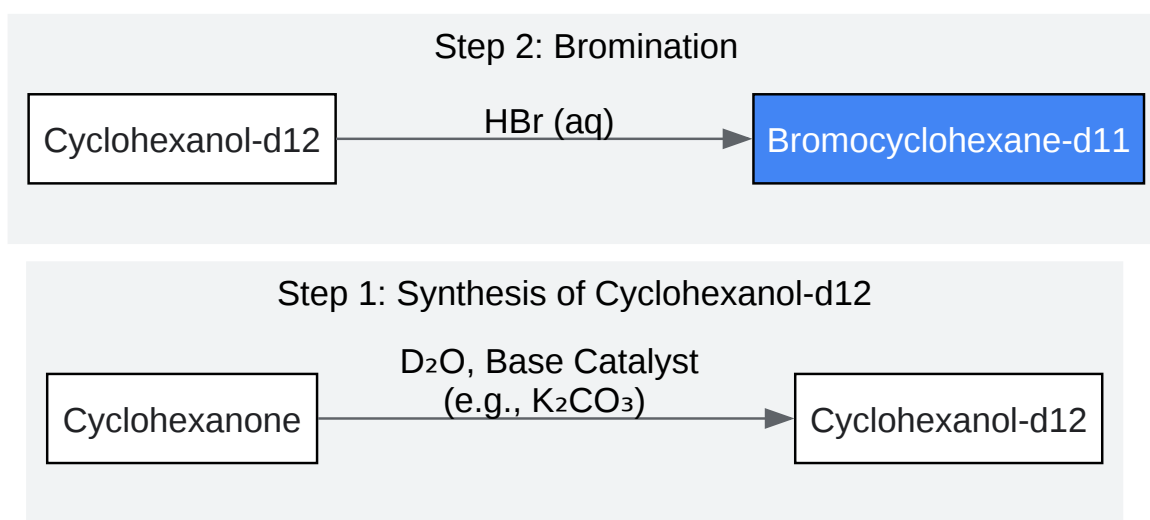 Step 2: Bromination
Cyclohexanol-d12
HBr (aq)
Bromocyclohexane-d11
Step 1: Synthesis of Cyclohexanol-d12
Cyclohexanone
D₂O, Base Catalyst
(e.g., K₂CO₃)
Cyclohexanol-d12